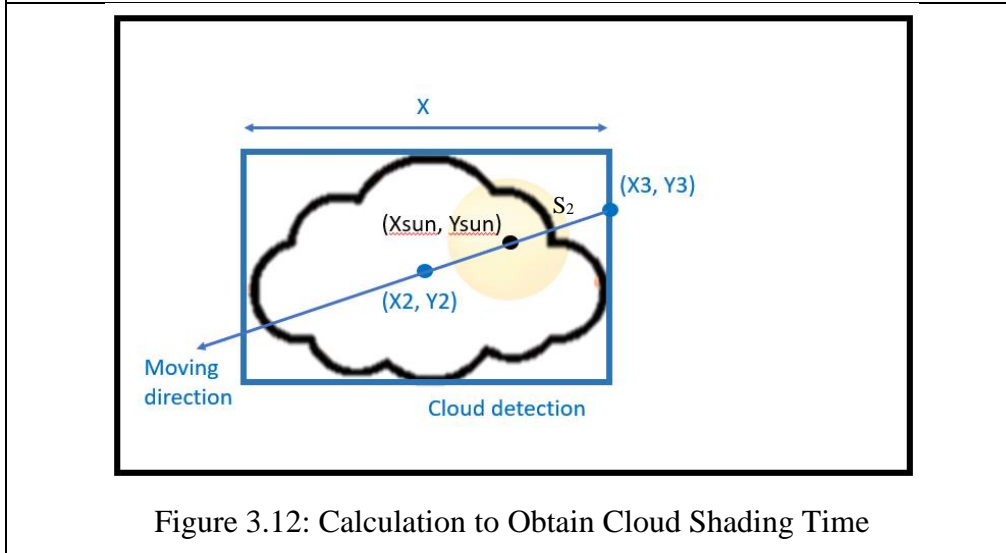 X
(X3, Y3)
S2
(Xsun, Ysun)
(X2, Y2)
Moving
direction
Cloud detection
Figure 3.12: Calculation to Obtain Cloud Shading Time